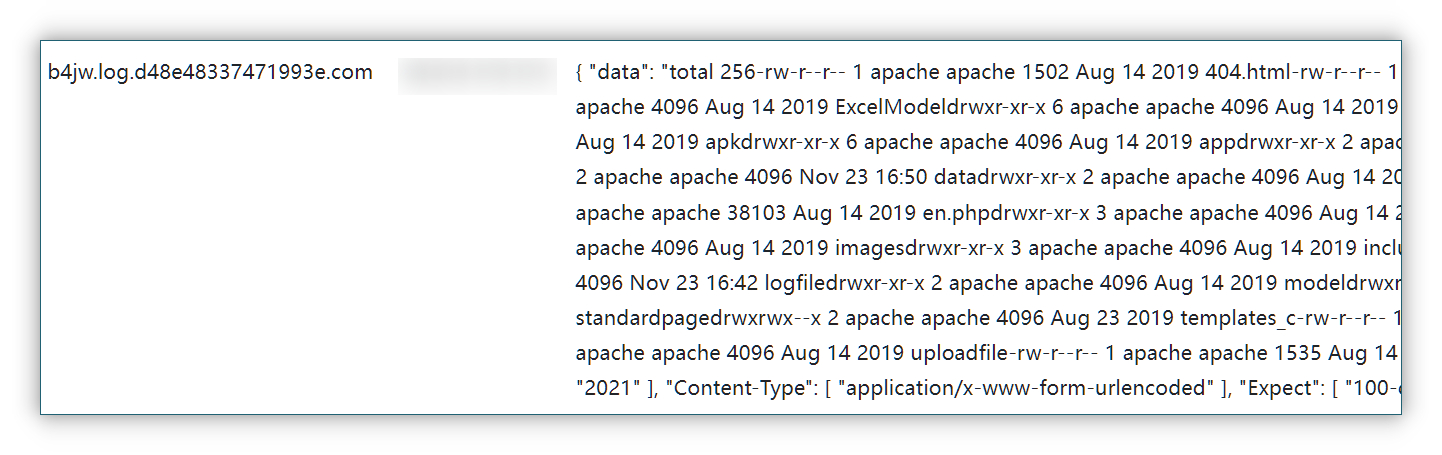 b4jw.log.d48e48337471993e.com { "data": "total 256-rw-r--r-- 1 apache apache 1502 Aug 14 2019 404.html-rw-r--r-- 1
apache 4096 Aug 14 2019 ExcelModeldrwxr-xr-x 6 apache apache 4096 Aug 14 2019
Aug 14 2019 apkdrwxr-xr-x 6 apache apache 4096 Aug 14 2019 appdrwxr-xr-x 2
2 apache apache 4096 Nov 23 16:50 datadrwxr-xr-x 2 apache apache 4096 Aug 14
apache apache 38103 Aug 14 2019 en.phpdrwxr-xr-x 3 apache apache 4096 Aug 14
apache 4096 Aug 14 2019 imagesdrwxr-xr-x 3 apache apache 4096 Aug 14 2019
4096 Nov 23 16:42 logfiledrwxr-xr-x 2 apache apache 4096 Aug 14 2019
standardpagedrwxrwx--x 2 apache apache 4096 Aug 23 2019 templates_c-rw-r--r-- 1
apache apache 4096 Aug 14 2019 uploadfile-rw-r--r-- 1 apache apache 1535 Aug 14
"2021" ], "Content-Type": [ "application/x-www-form-urlencoded" ], "Expect": [